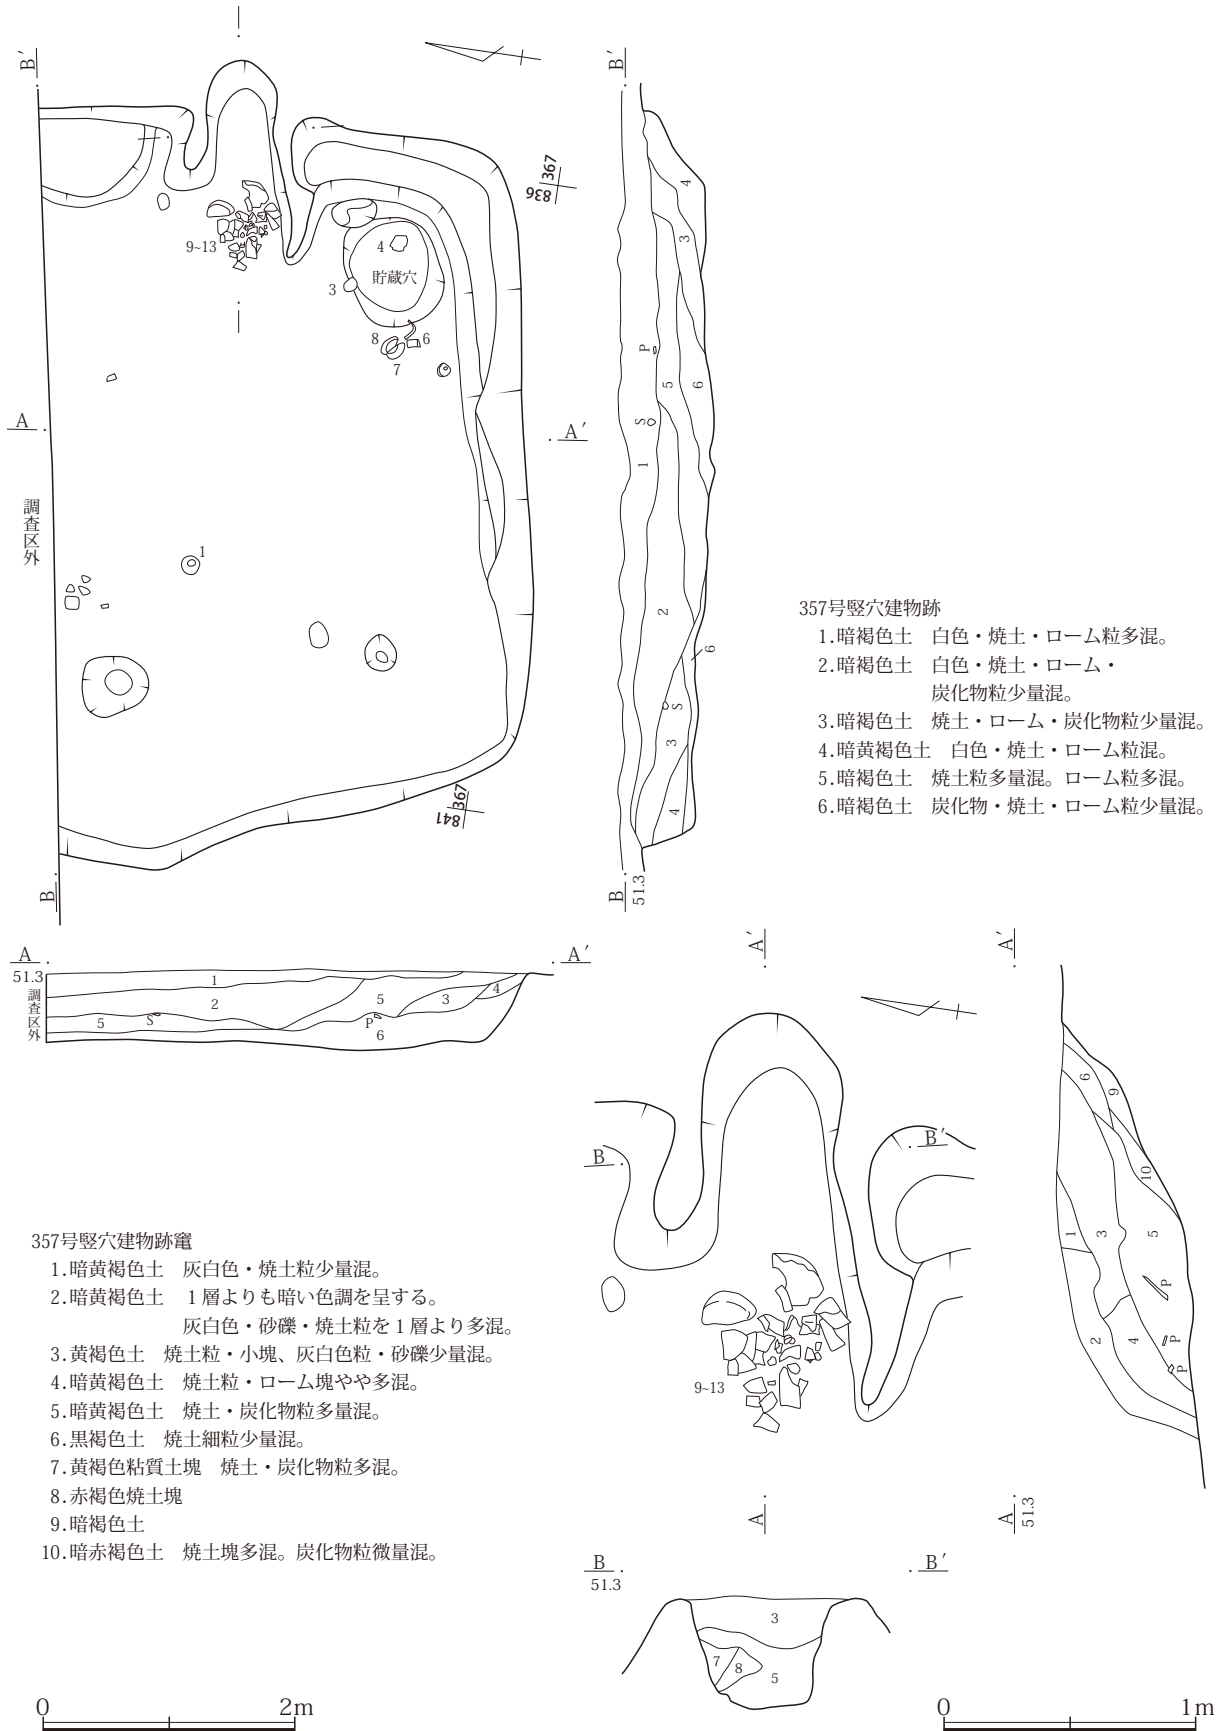 B′
B′
367
836
4
9~13
4
貯蔵穴
3
3
8
6
7
P
5
6
A
A′
S
1
調査区外
1
2
6
357号竪穴建物跡
1.暗褐色土　白色・焼土・ローム粒多混。
2.暗褐色土　白色・焼土・ローム・
炭化物粒少量混。
3.暗褐色土　焼土・ローム・炭化物粒少量混。
4.暗黄褐色土　白色・焼土・ローム粒混。
5.暗褐色土　焼土粒多量混。ローム粒多混。
6.暗褐色土　炭化物・焼土・ローム粒少量混。
S
3
4
367
841
B
B
51.3
A
A′
51.3
調査区外
1
2
5
3
4
5
S
P
6
A′
A′
6
9
B
B′
10
1
3
5
P
2
4
P
P
9~13
A
A
51.3
357号竪穴建物跡竈
1.暗黄褐色土　灰白色・焼土粒少量混。
2.暗黄褐色土　１層よりも暗い色調を呈する。
灰白色・砂礫・焼土粒を１層より多混。
3.黄褐色土　焼土粒・小塊、灰白色粒・砂礫少量混。
4.暗黄褐色土　焼土粒・ローム塊やや多混。
5.暗黄褐色土　焼土・炭化物粒多量混。
6.黒褐色土　焼土細粒少量混。
7.黄褐色粘質土塊　焼土・炭化物粒多混。
8.赤褐色焼土塊
9.暗褐色土
10.暗赤褐色土　焼土塊多混。炭化物粒微量混。
B
B′
51.3
3
7
8
5
0
2m
0
1m